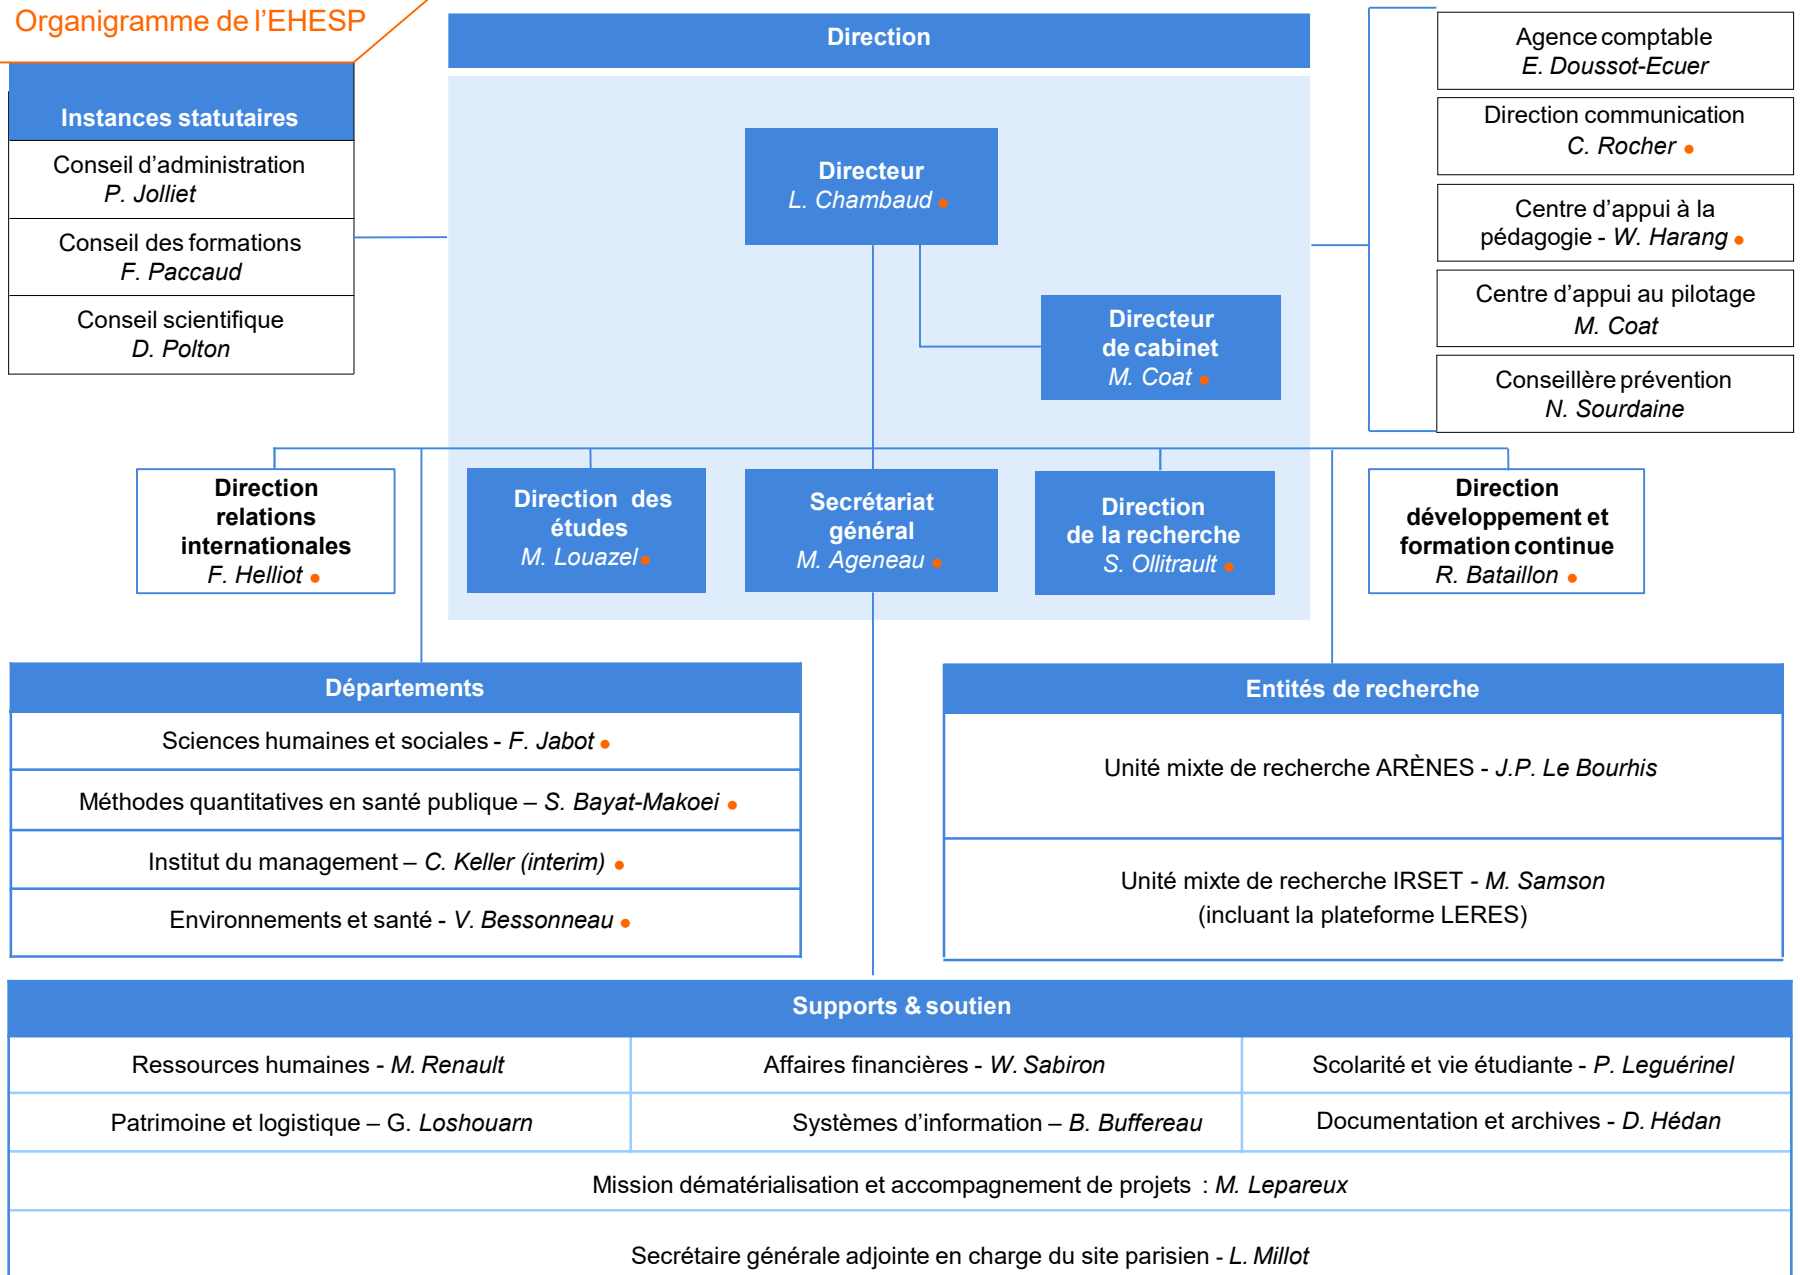 Organigramme de l'EHESP
Direction
Instances statutaires
Conseil d'administration
P. Jolliet
Conseil des formations
F. Paccaud
Conseil scientifique
D. Polton
Directeur
L. Chambaud
Directeur
de cabinet
M. Coat
Agence comptable
E. Doussot-Ecuer
Direction communication
C. Rocher
Centre d'appui à la
pédagogie - W. Harang
Centre d'appui au pilotage
M. Coat
Conseillère prévention
N. Sourdaine
Direction
relations
internationales
F. Helliot
Direction des
études
M. Louazel
Secrétariat
général
M. Ageneau
Direction
de la recherche
S. Ollitrault
Direction
développement et
formation continue
R. Bataillon
Départements
Sciences humaines et sociales - F. Jabot
Méthodes quantitatives en santé publique – S. Bayat-Makoei
Institut du management – C. Keller (interim)
Environnements et santé - V. Bessonneau
Entités de recherche
Unité mixte de recherche ARÈNES - J.P. Le Bourhis
Unité mixte de recherche IRSET - M. Samson
(incluant la plateforme LERES)
Supports & soutien
Ressources humaines - M. Renault
Affaires financières - W. Sabiron
Scolarité et vie étudiante - P. Leguérinel
Patrimoine et logistique – G. Loshouarn
Systèmes d'information – B. Buffereau
Documentation et archives - D. Hédan
Mission dématérialisation et accompagnement de projets : M. Lepareux
Secrétaire générale adjointe en charge du site parisien - L. Millot